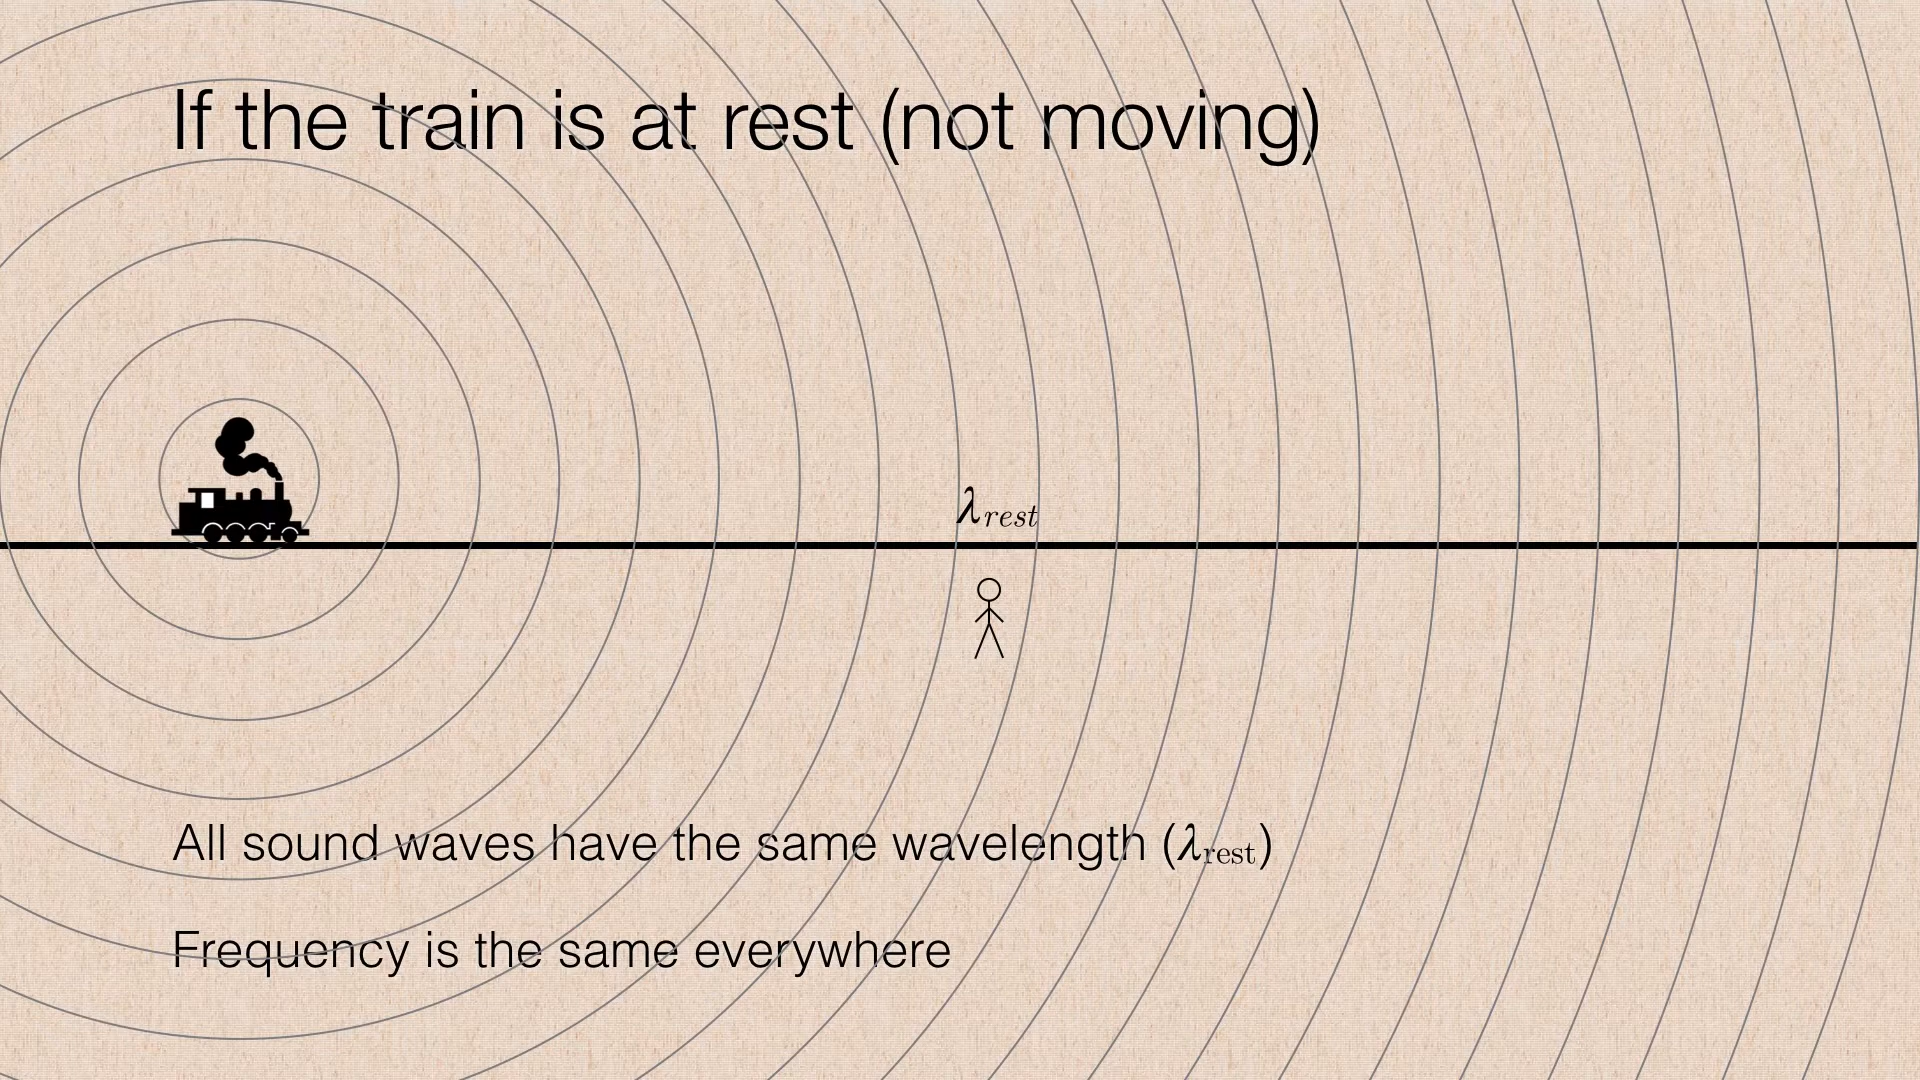 If the train is at rest (not moving)
λrest
All sound waves have the same wavelength (λrest)
Frequency is the same everywhere